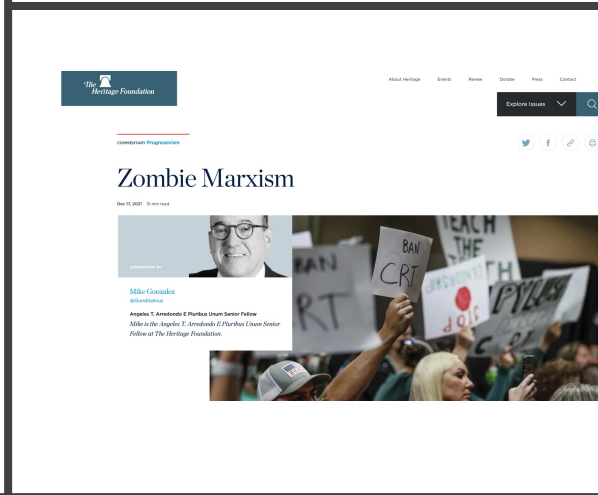 The
Heritage Foundation
About Heritage Events Renew Donate Press Contact
Explore Issues
COMMENTARY Progressivism
Zombie Marxism
Dec 17, 2021 15 min read
COMMENTARY BY
Mike Gonzalez
@Gundisalvus
Angeles T. Arredondo E Pluribus Unum Senior Fellow
Mike is the Angeles T. Arredondo E Pluribus Unum Senior
Fellow at The Heritage Foundation.
TEACH
THE
BAN
CRT
BAN
CRT
STOP